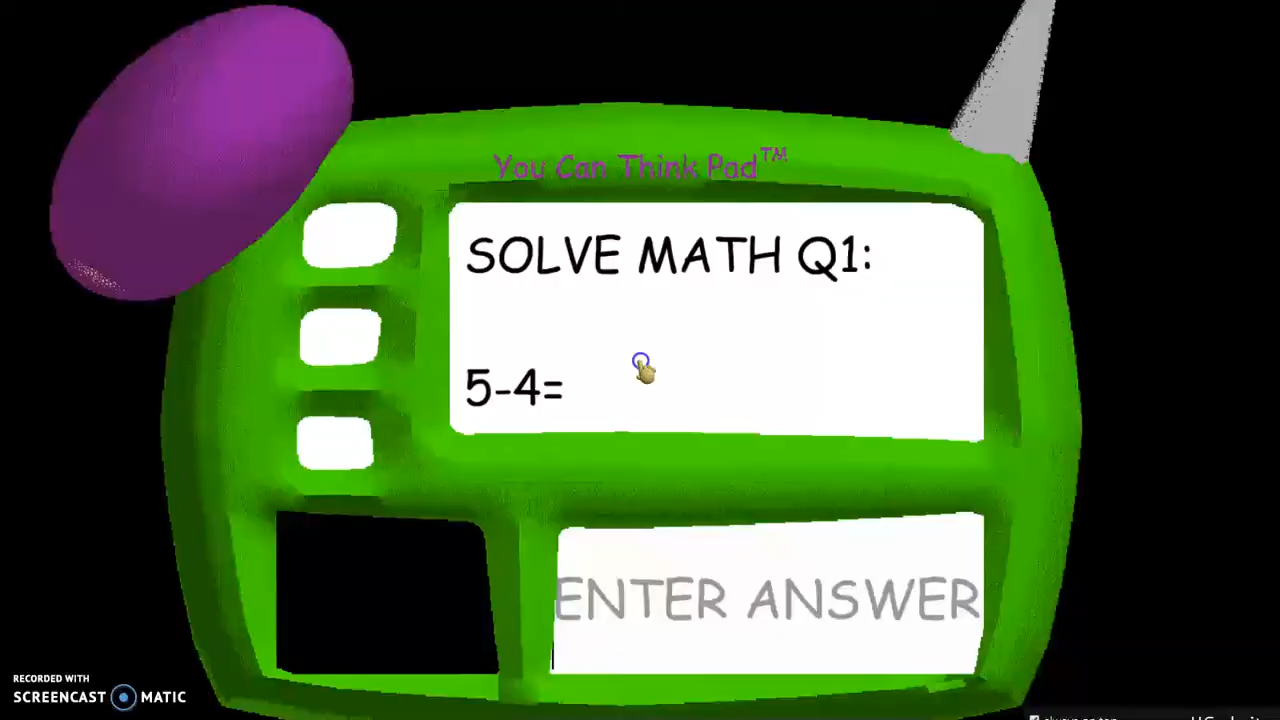 You Can Think Pad™
SOLVE MATH Q1:
5-4=
ENTER ANSWER
RECORDED WITH
SCREENCAST MATIC